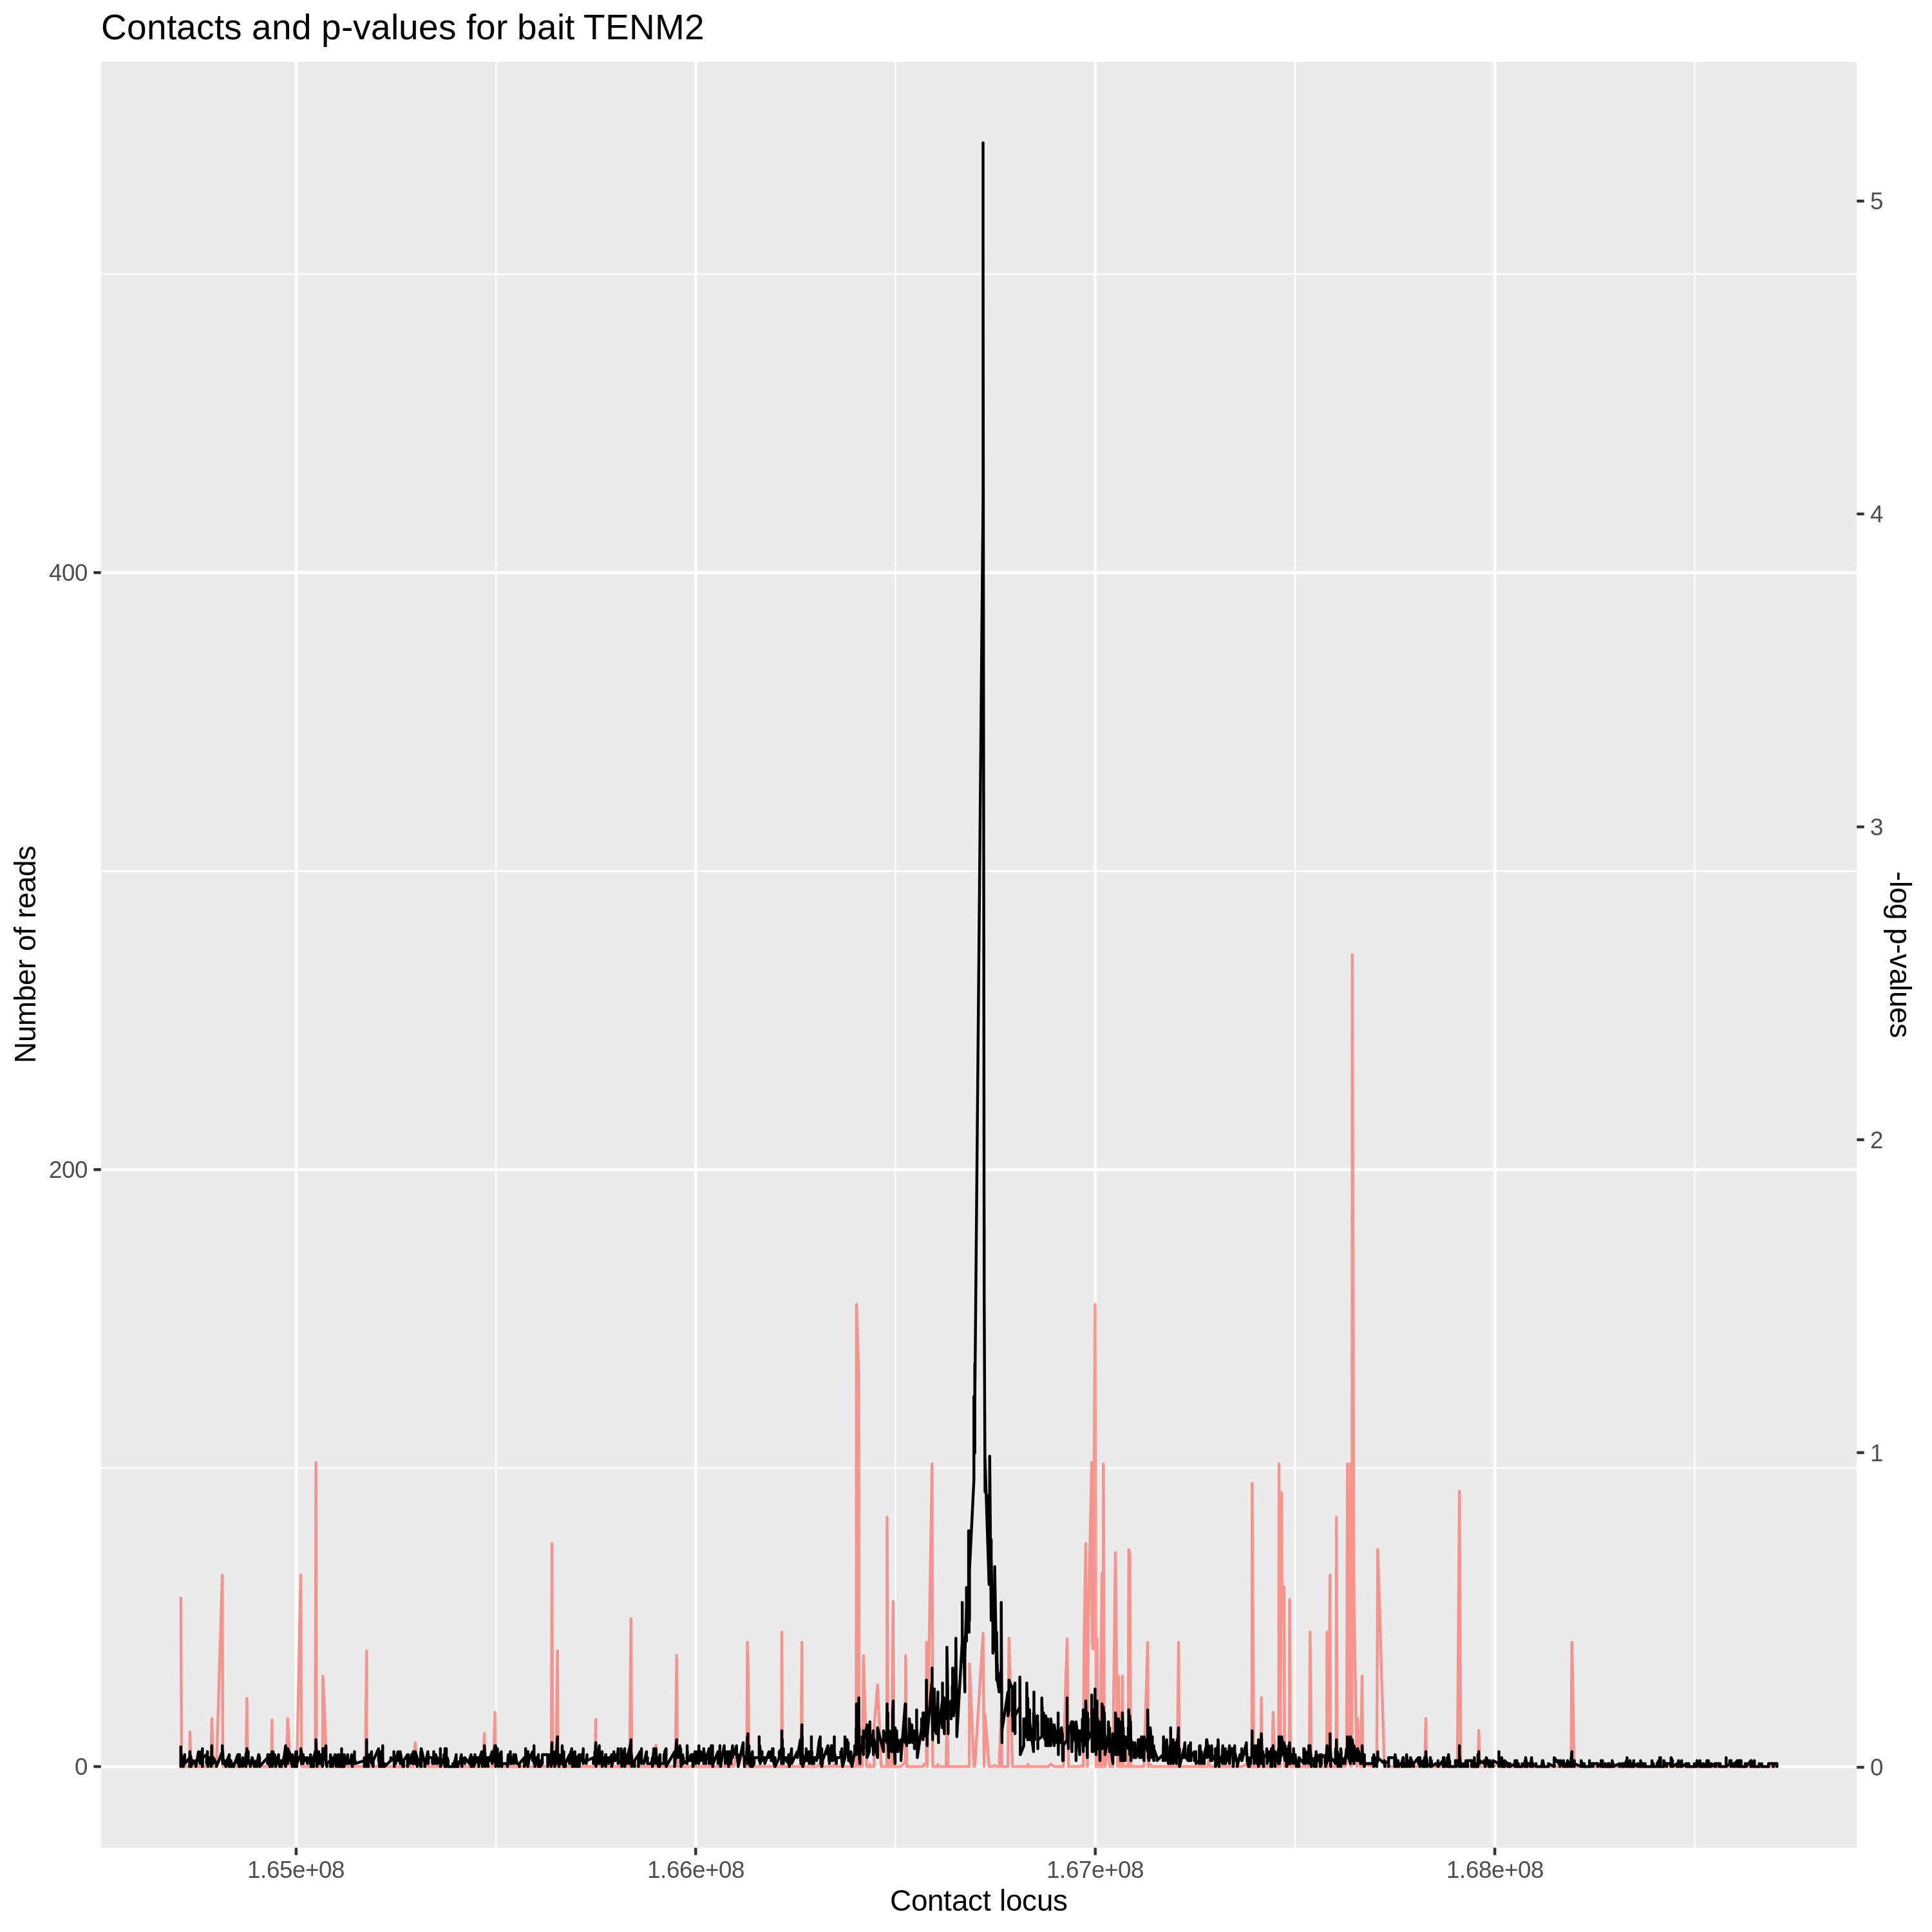 Contacts and p-values for bait TENM2
5
4
400
3
Number of reads
-log p-values
2
200
1
0
0
1.65e+08
1.66e+08
1.67e+08
1.68e+08
Contact locus